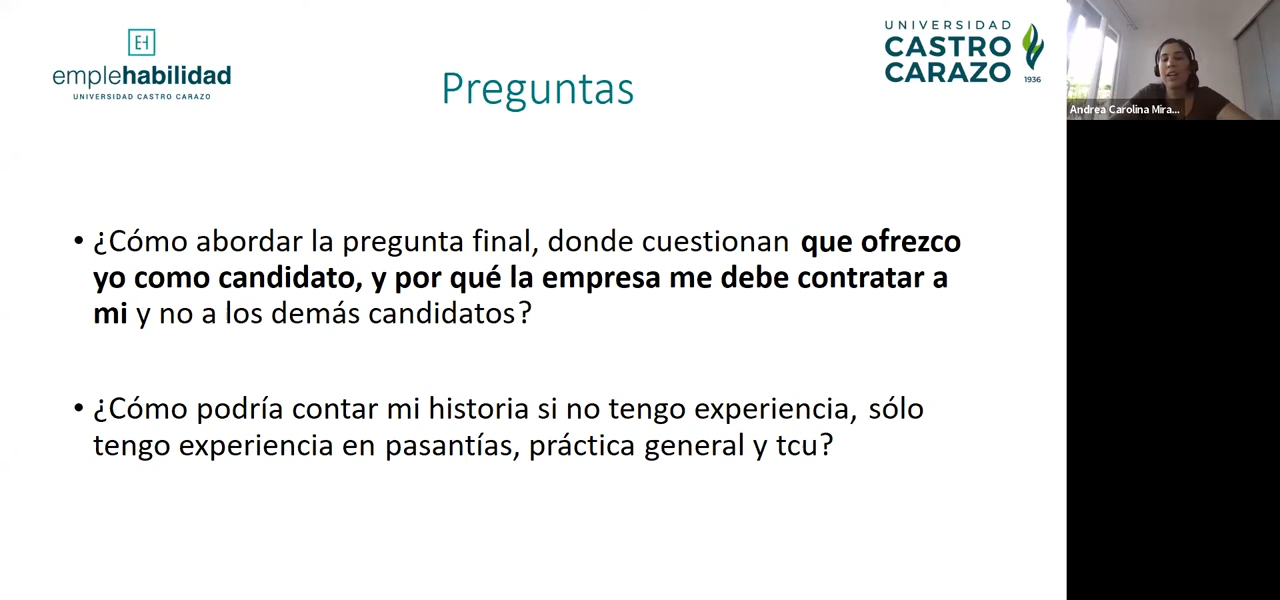 EH
emplehabilidad
UNIVERSIDAD CASTRO CARAZO
Preguntas
UNIVERSIDAD
CASTRO
CARAZO
1936
Andrea Carolina Mira...
• ¿Cómo abordar la pregunta final, donde cuestionan que ofrezco
yo como candidato, y por qué la empresa me debe contratar a
mi y no a los demás candidatos?
• ¿Cómo podría contar mi historia si no tengo experiencia, sólo
tengo experiencia en pasantías, práctica general y tcu?